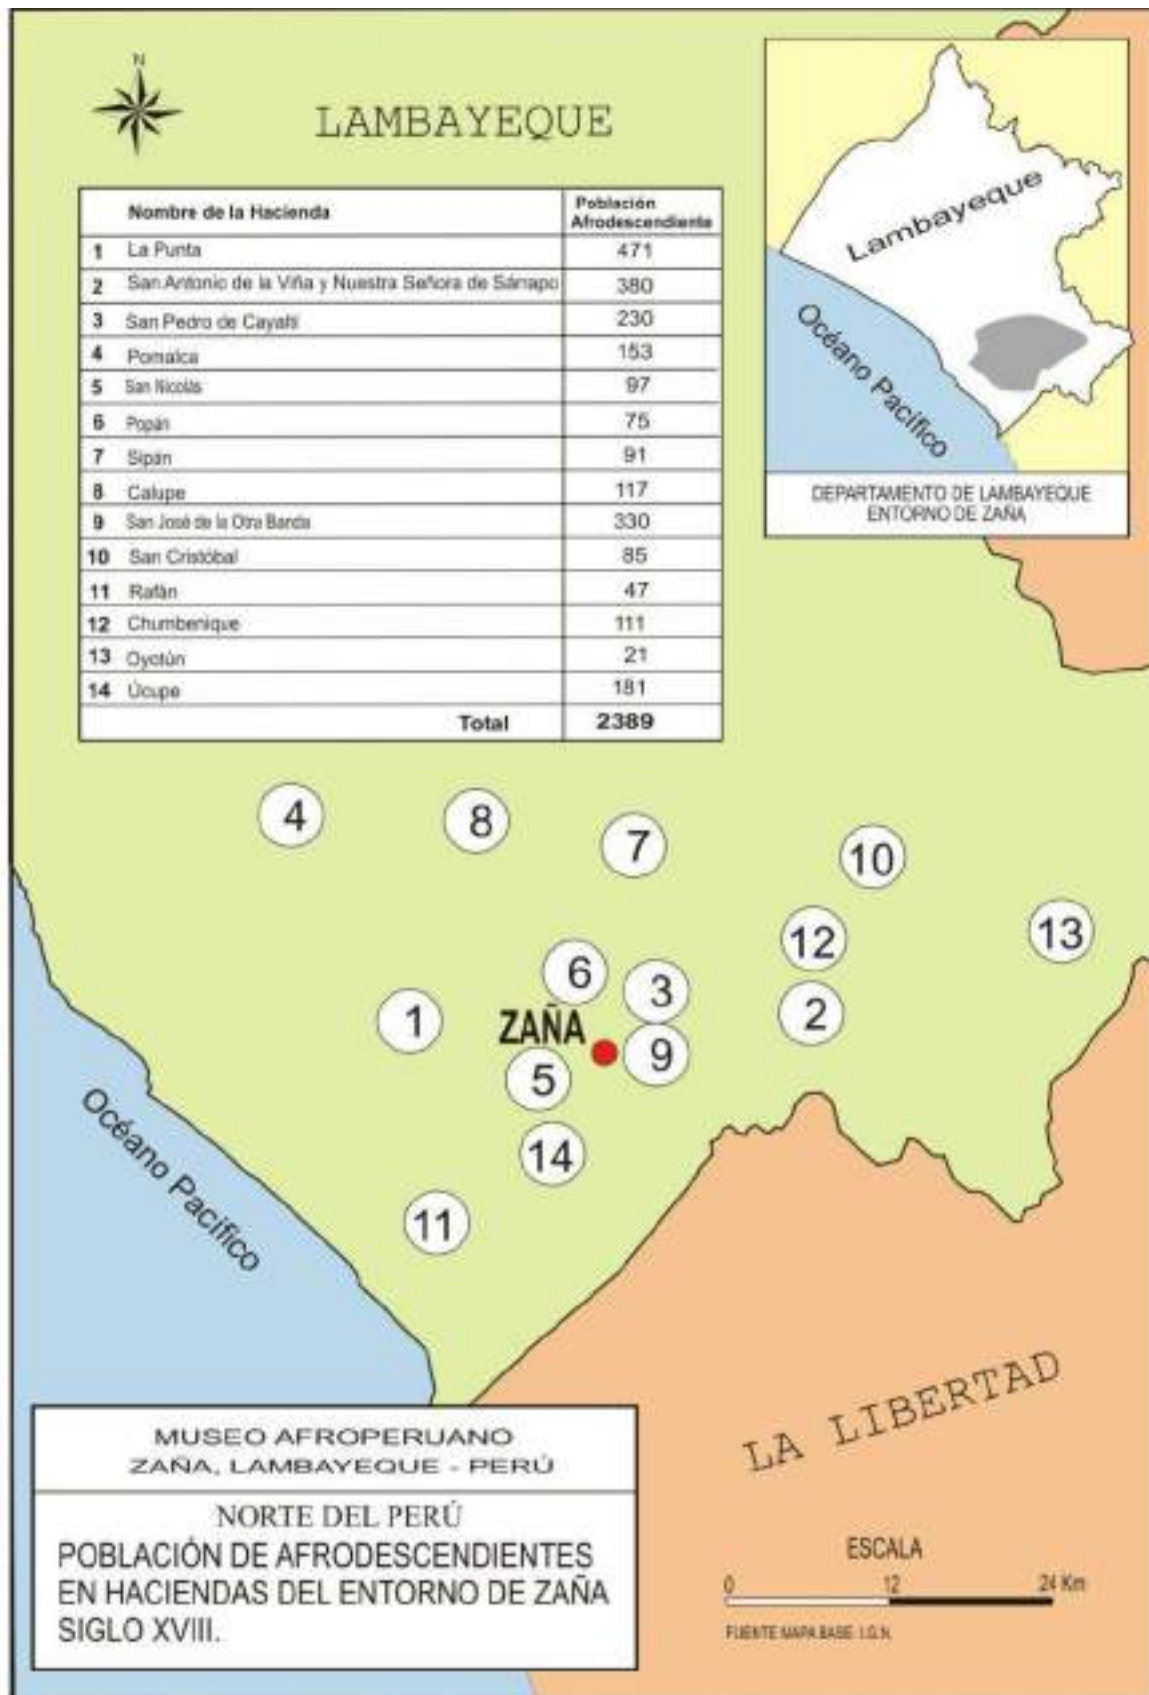 N
LAMBAYEQUE
Nombre de la Hacienda Población Afrodescendiente
1 La Punta 471
2 San Antonio de la Viña y Nuestra Señora de Sárrapo 380
3 San Pedro de Cayaltí 230
4 Pomalca 153
5 San Nicolás 97
6 Popán 75
7 Sipán 91
8 Calupe 117
9 San José de la Otra Banda 330
10 San Cristóbal 85
11 Rafán 47
12 Chumbenique 111
13 Oyotún 21
14 Úcupe 181
Total 2389
Lambayeque
Océano Pacífico
DEPARTAMENTO DE LAMBAYEQUE
ENTORNO DE ZAÑA
4
8
7
10
12
13
6
3
1
ZAÑA
2
9
5
14
11
Océano Pacífico
LA LIBERTAD
MUSEO AFROPERUANO
ZAÑA, LAMBAYEQUE - PERÚ
NORTE DEL PERÚ
POBLACIÓN DE AFRODESCENDIENTES
EN HACIENDAS DEL ENTORNO DE ZAÑA
SIGLO XVIII.
ESCALA
0 12 24 Km
FUENTE MAPA BASE: I.G.N.